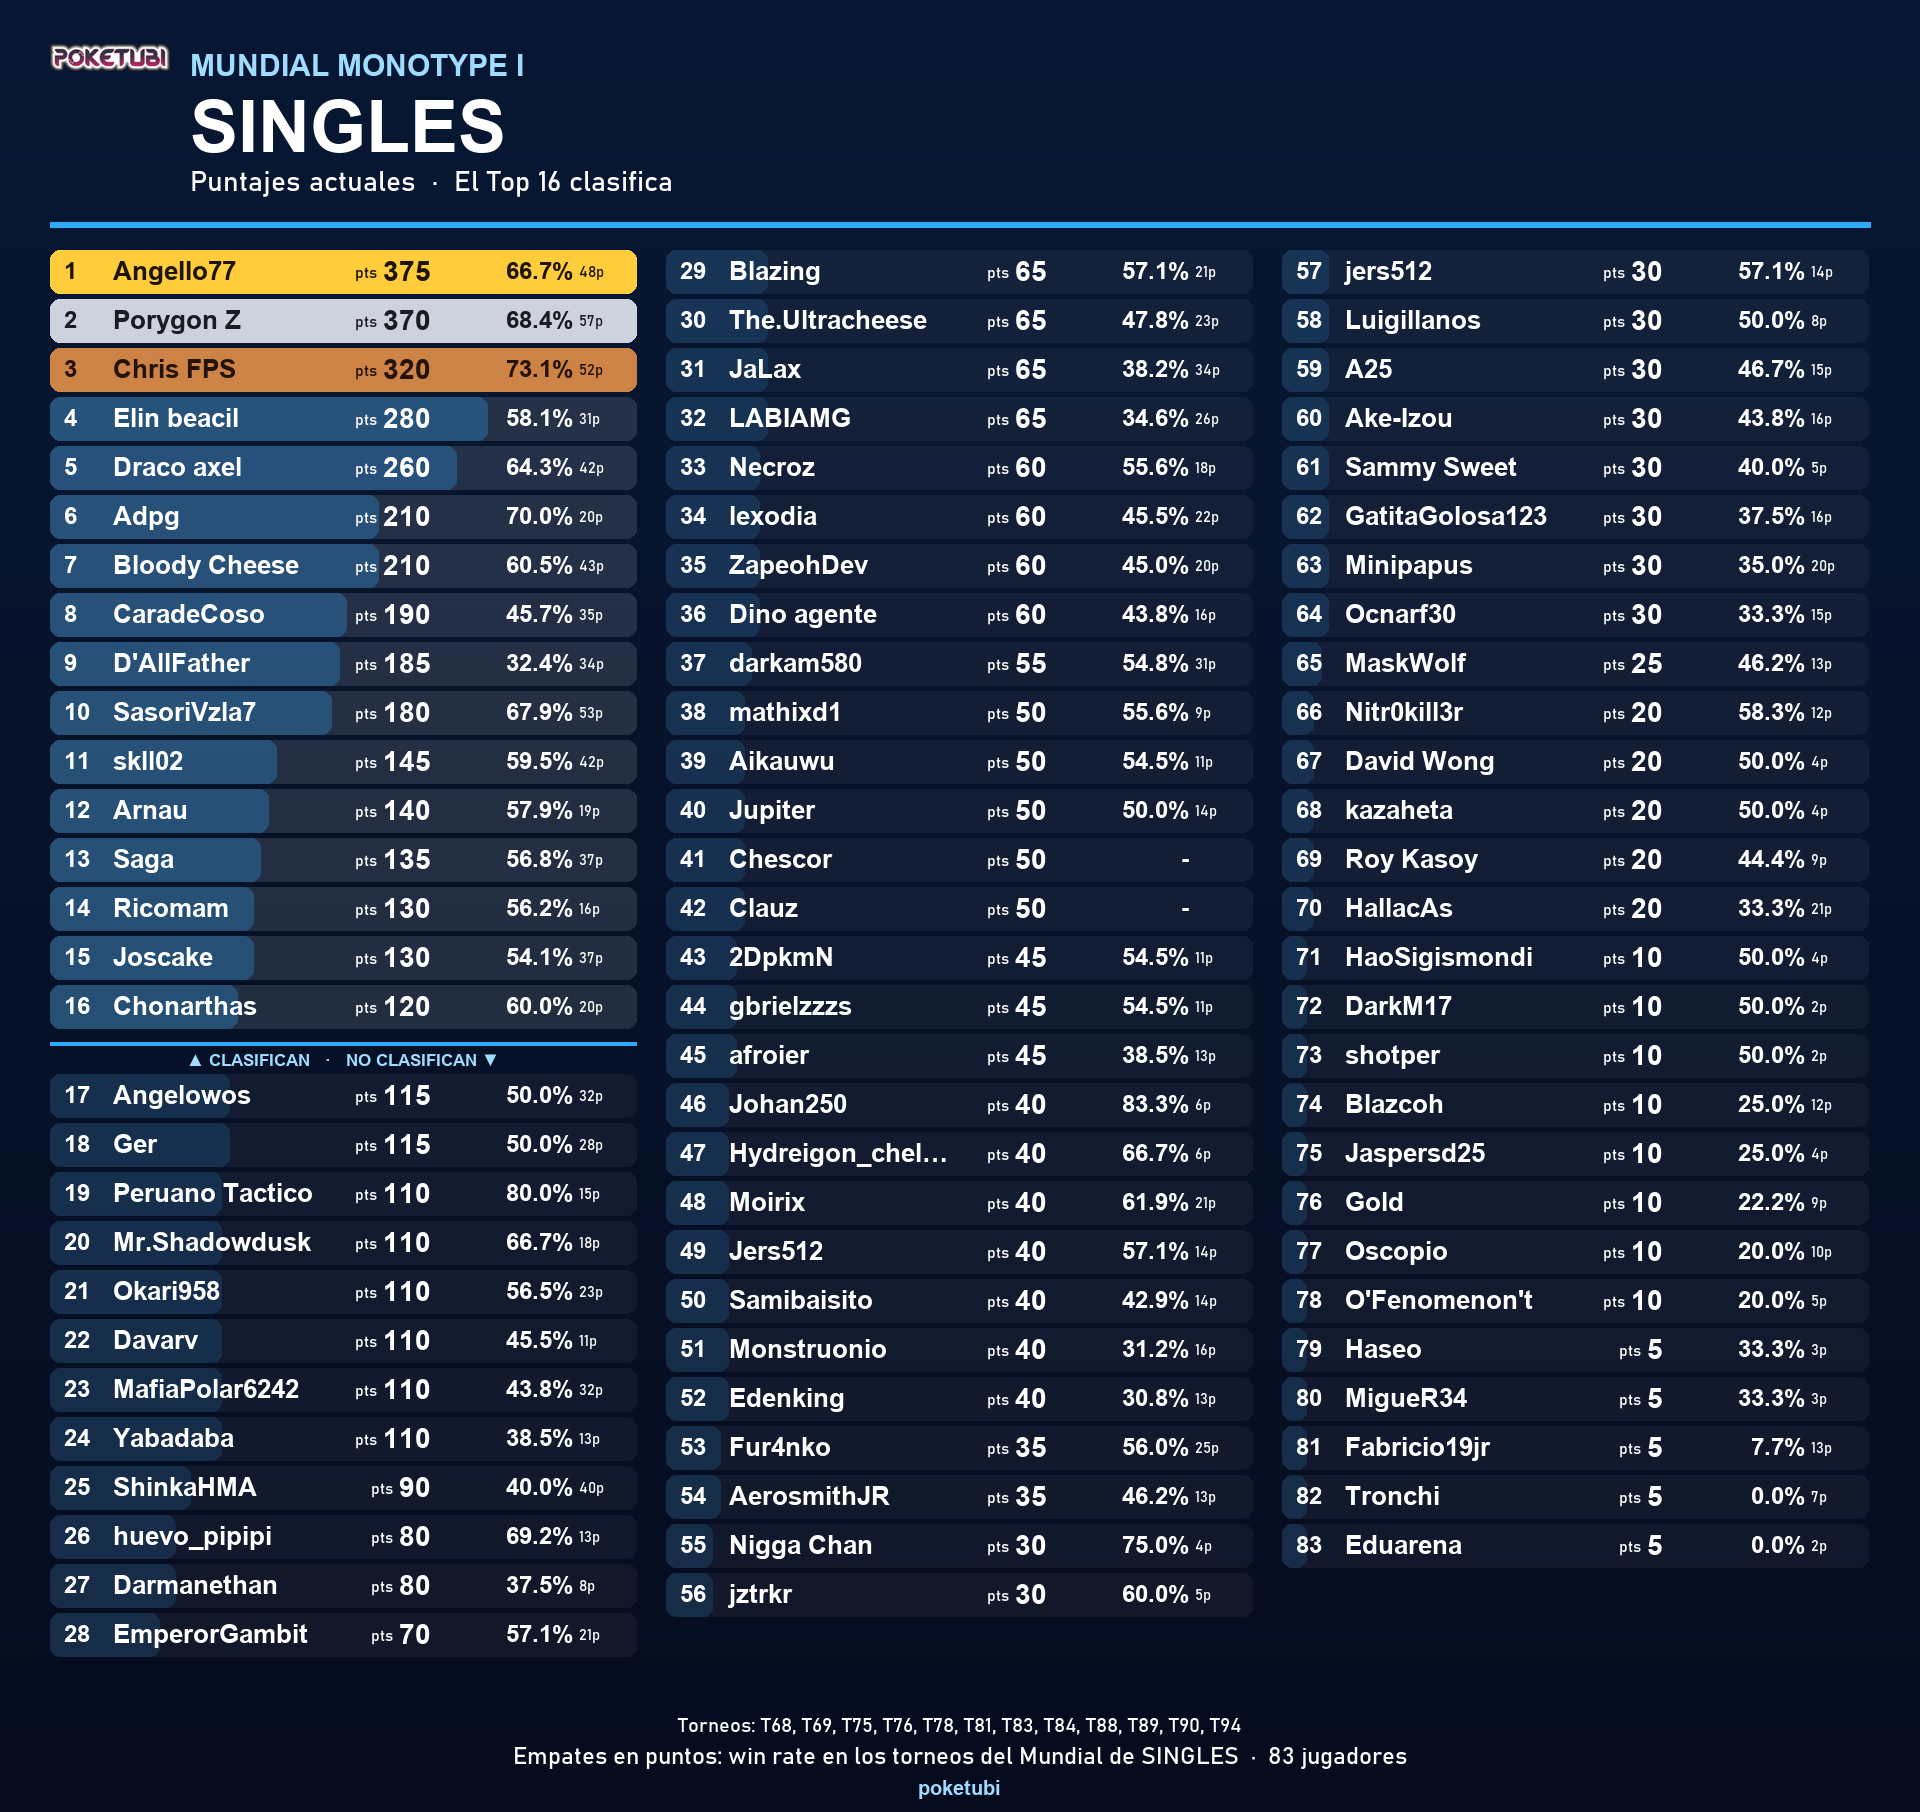 POKETUBI
MUNDIAL MONOTYPE I
SINGLES
Puntajes actuales · El Top 16 clasifica
1 Angello77 pts 375 66.7% 48p
2 Porygon Z pts 370 68.4% 57p
3 Chris FPS pts 320 73.1% 52p
4 Elin beacil pts 280 58.1% 31p
5 Draco axel pts 260 64.3% 42p
6 Adpg pts 210 70.0% 20p
7 Bloody Cheese pts 210 60.5% 43p
8 CaradeCoso pts 190 45.7% 35p
9 D'AllFather pts 185 32.4% 34p
10 SasoriVzla7 pts 180 67.9% 53p
11 skll02 pts 145 59.5% 42p
12 Arnau pts 140 57.9% 19p
13 Saga pts 135 56.8% 37p
14 Ricomam pts 130 56.2% 16p
15 Joscake pts 130 54.1% 37p
16 Chonarthas pts 120 60.0% 20p
▲ CLASIFICAN · NO CLASIFICAN ▼
17 Angelowos pts 115 50.0% 32p
18 Ger pts 115 50.0% 28p
19 Peruano Tactico pts 110 80.0% 15p
20 Mr.Shadowdusk pts 110 66.7% 18p
21 Okari958 pts 110 56.5% 23p
22 Davarv pts 110 45.5% 11p
23 MafiaPolar6242 pts 110 43.8% 32p
24 Yabadaba pts 110 38.5% 13p
25 ShinkaHMA pts 90 40.0% 40p
26 huevo_pipipi pts 80 69.2% 13p
27 Darmanethan pts 80 37.5% 8p
28 EmperorGambit pts 70 57.1% 21p
29 Blazing pts 65 57.1% 21p
30 The.Ultracheese pts 65 47.8% 23p
31 JaLax pts 65 38.2% 34p
32 LABIAMG pts 65 34.6% 26p
33 Necroz pts 60 55.6% 18p
34 lexodia pts 60 45.5% 22p
35 ZapeohDev pts 60 45.0% 20p
36 Dino agente pts 60 43.8% 16p
37 darkam580 pts 55 54.8% 31p
38 mathixd1 pts 50 55.6% 9p
39 Aikauwu pts 50 54.5% 11p
40 Jupiter pts 50 50.0% 14p
41 Chescor pts 50 -
42 Clauz pts 50 -
43 2DpkmN pts 45 54.5% 11p
44 gbrielzzzs pts 45 54.5% 11p
45 afroier pts 45 38.5% 13p
46 Johan250 pts 40 83.3% 6p
47 Hydreigon_chel... pts 40 66.7% 6p
48 Moirix pts 40 61.9% 21p
49 Jers512 pts 40 57.1% 14p
50 Samibaisito pts 40 42.9% 14p
51 Monstruonio pts 40 31.2% 16p
52 Edenking pts 40 30.8% 13p
53 Fur4nko pts 35 56.0% 25p
54 AerosmithJR pts 35 46.2% 13p
55 Nigga Chan pts 30 75.0% 4p
56 jztrkr pts 30 60.0% 5p
57 jers512 pts 30 57.1% 14p
58 Luigillanos pts 30 50.0% 8p
59 A25 pts 30 46.7% 15p
60 Ake-Izou pts 30 43.8% 16p
61 Sammy Sweet pts 30 40.0% 5p
62 GatitaGolosa123 pts 30 37.5% 16p
63 Minipapus pts 30 35.0% 20p
64 Ocnarf30 pts 30 33.3% 15p
65 MaskWolf pts 25 46.2% 13p
66 Nitr0kill3r pts 20 58.3% 12p
67 David Wong pts 20 50.0% 4p
68 kazaheta pts 20 50.0% 4p
69 Roy Kasoy pts 20 44.4% 9p
70 HallacAs pts 20 33.3% 21p
71 HaoSigismondi pts 10 50.0% 4p
72 DarkM17 pts 10 50.0% 2p
73 shotper pts 10 50.0% 2p
74 Blazcoh pts 10 25.0% 12p
75 Jaspersd25 pts 10 25.0% 4p
76 Gold pts 10 22.2% 9p
77 Oscopio pts 10 20.0% 10p
78 O'Fenomenon't pts 10 20.0% 5p
79 Haseo pts 5 33.3% 3p
80 MigueR34 pts 5 33.3% 3p
81 Fabricio19jr pts 5 7.7% 13p
82 Tronchi pts 5 0.0% 7p
83 Eduarena pts 5 0.0% 2p
Torneos: T68, T69, T75, T76, T78, T81, T83, T84, T88, T89, T90, T94
Empates en puntos: win rate en los torneos del Mundial de SINGLES · 83 jugadores
poketubi